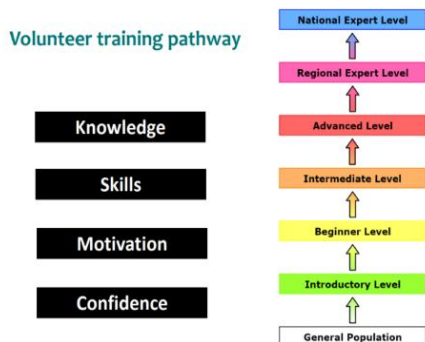 Volunteer training pathway
Knowledge
Skills
Motivation
Confidence
National Expert Level
Regional Expert Level
Advanced Level
Intermediate Level
Beginner Level
Introductory Level
General Population